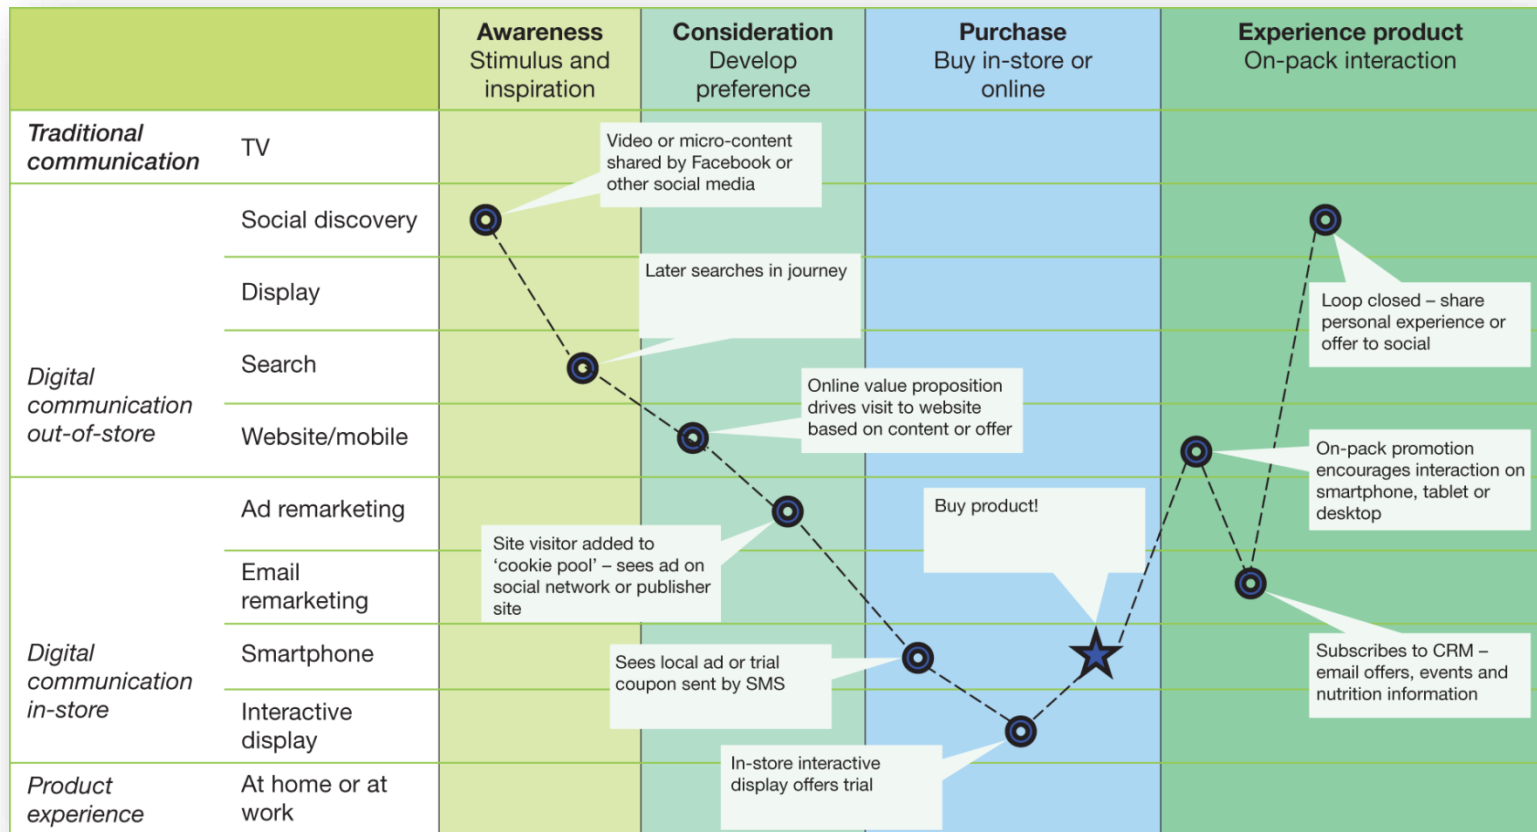 Awareness
Stimulus and
inspiration
Consideration
Develop
preference
Purchase
Buy in-store or
online
Experience product
On-pack interaction
Traditional
communication
TV
Video or micro-content
shared by Facebook or
other social media
Digital
communication
out-of-store
Social discovery
Display
Later searches in journey
Loop closed – share
personal experience or
offer to social
Search
Website/mobile
Online value proposition
drives visit to website
based on content or offer
On-pack promotion
encourages interaction on
smartphone, tablet or
desktop
Digital
communication
in-store
Ad remarketing
Buy product!
Site visitor added to
‘cookie pool’ – sees ad on
social network or publisher
site
Email
remarketing
Smartphone
Sees local ad or trial
coupon sent by SMS
Subscribes to CRM –
email offers, events and
nutrition information
Interactive
display
In-store interactive
display offers trial
Product
experience
At home or at
work